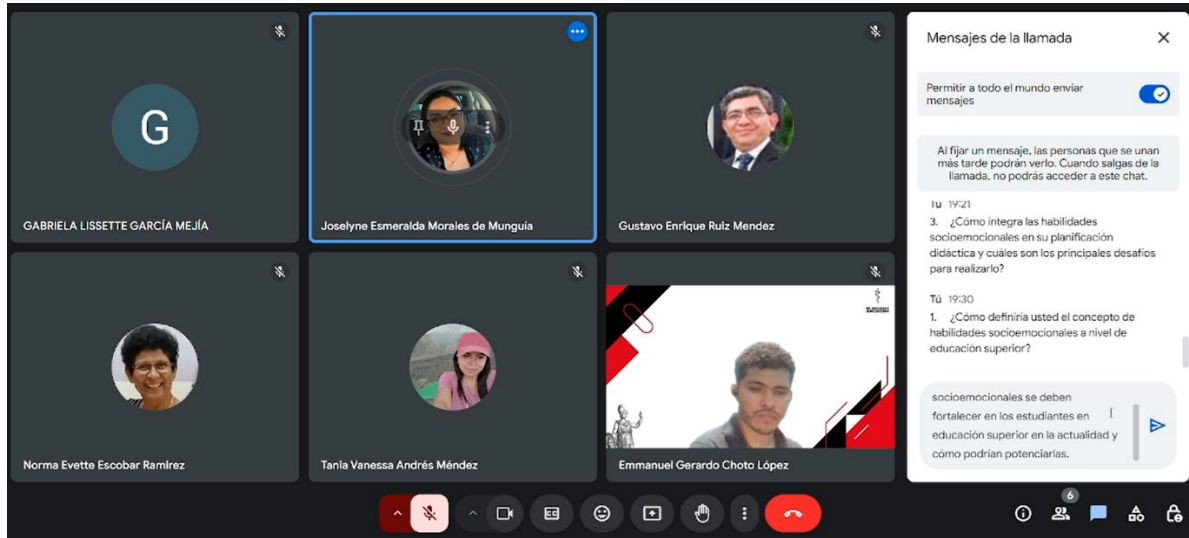 G
GABRIELA LISSETTE GARCÍA MEJÍA
Joselyne Esmeralda Morales de Munguía
Gustavo Enrique Ruiz Mendez
Norma Evette Escobar Ramirez
Tania Vanessa Andrés Méndez
Emmanuel Gerardo Choto López
Mensajes de la llamada
Permitir a todo el mundo enviar
mensajes
Al fijar un mensaje, las personas que se unan
más tarde podrán verlo. Cuando salgas de la
llamada, no podrás acceder a este chat.
Tú 19:21
3. ¿Cómo integra las habilidades
socioemocionales en su planificación
didáctica y cuáles son los principales desafíos
para realizarlo?
Tú 19:30
1. ¿Cómo definiría usted el concepto de
habilidades socioemocionales a nivel de
educación superior?
socioemocionales se deben
fortalecer en los estudiantes en
educación superior en la actualidad y
cómo podrían potenciarlas.
6